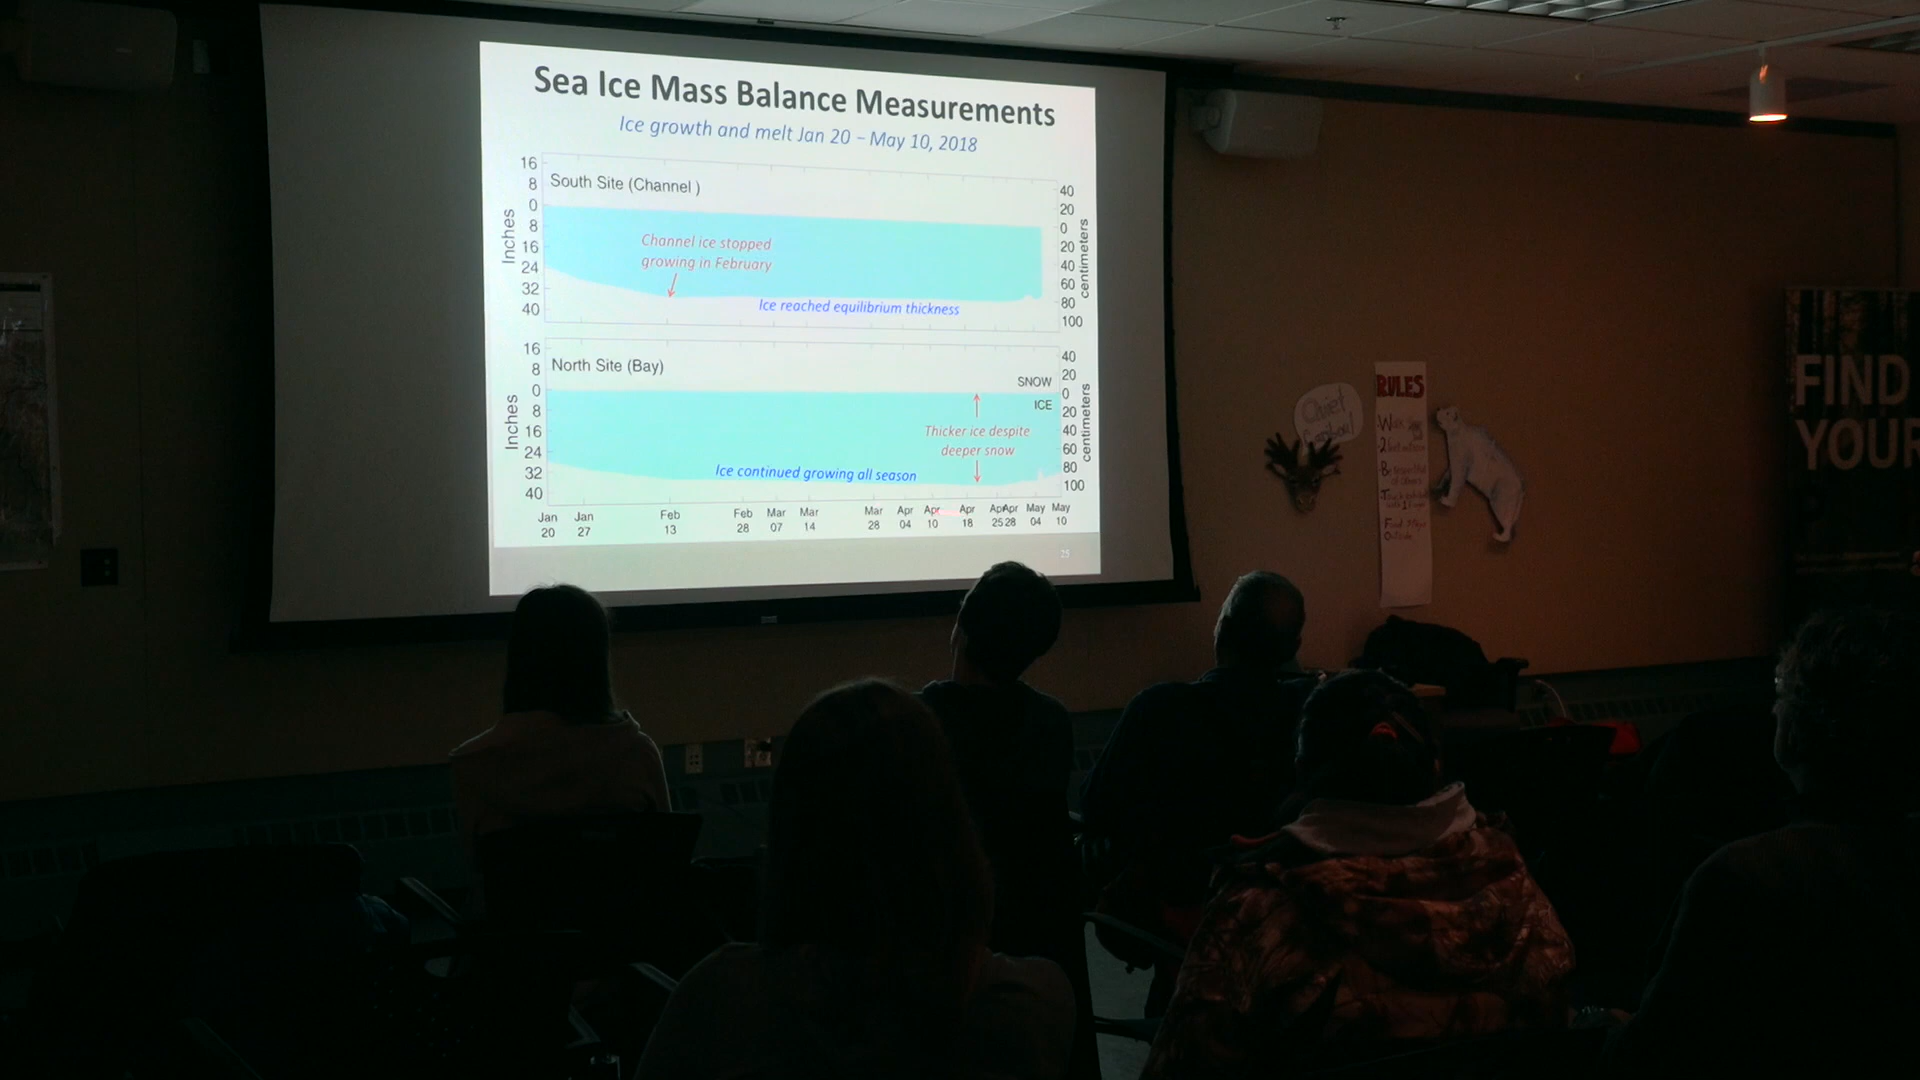 Sea Ice Mass Balance Measurements
Ice growth and melt Jan 20 – May 10, 2018
South Site (Channel )
16
8
0
8
16
24
32
40
Inches
Channel ice stopped
growing in February
Ice reached equilibrium thickness
40
20
0
20
40
60
80
100
centimeters
North Site (Bay)
16
8
0
8
16
24
32
40
Inches
SNOW
ICE
Thicker ice despite
deeper snow
Ice continued growing all season
40
20
0
20
40
60
80
100
centimeters
Jan Jan Feb Feb Mar Mar Mar Apr Apr Apr Apr Apr May May
20 27 13 28 07 14 28 04 10 18 25 28 04 10
25
Quiet
RULES
FIND
YOUR